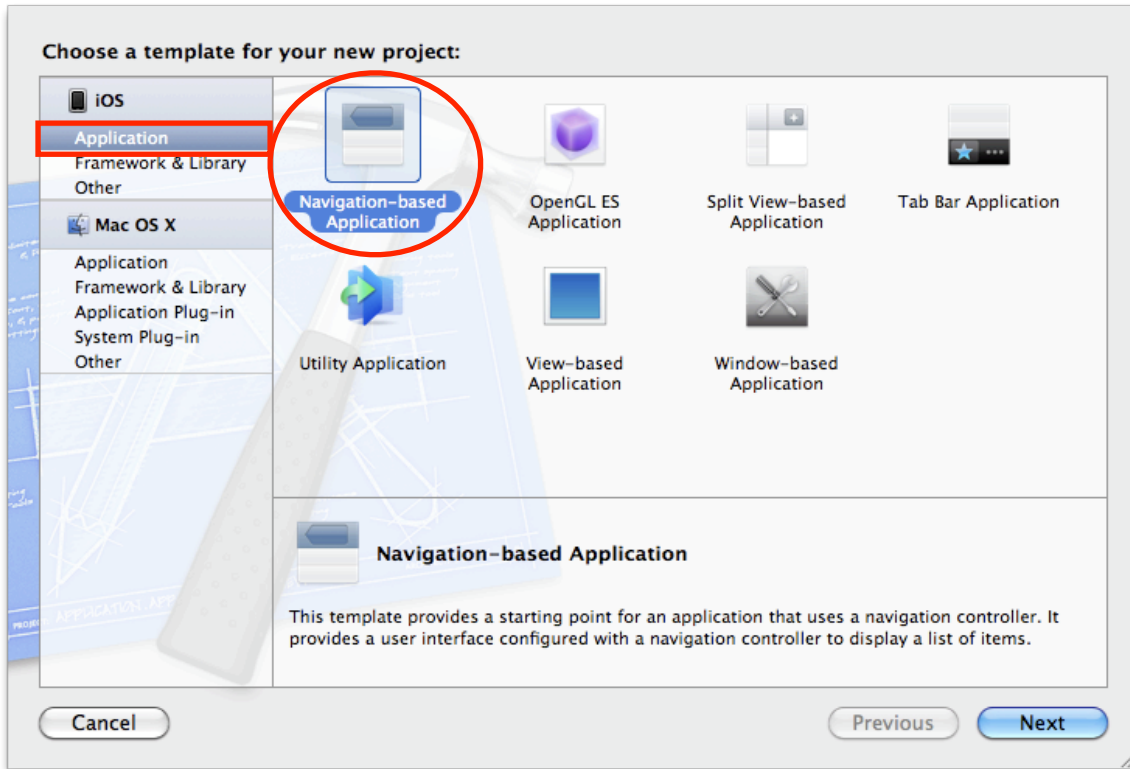 Choose a template for your new project:
iOS
Application
Framework & Library
Other
Mac OS X
Application
Framework & Library
Application Plug-in
System Plug-in
Other
Navigation-based
Application
OpenGL ES
Application
Split View-based
Application
Tab Bar Application
Utility Application
View-based
Application
Window-based
Application
Navigation-based Application
This template provides a starting point for an application that uses a navigation controller. It
provides a user interface configured with a navigation controller to display a list of items.
Cancel
Previous
Next